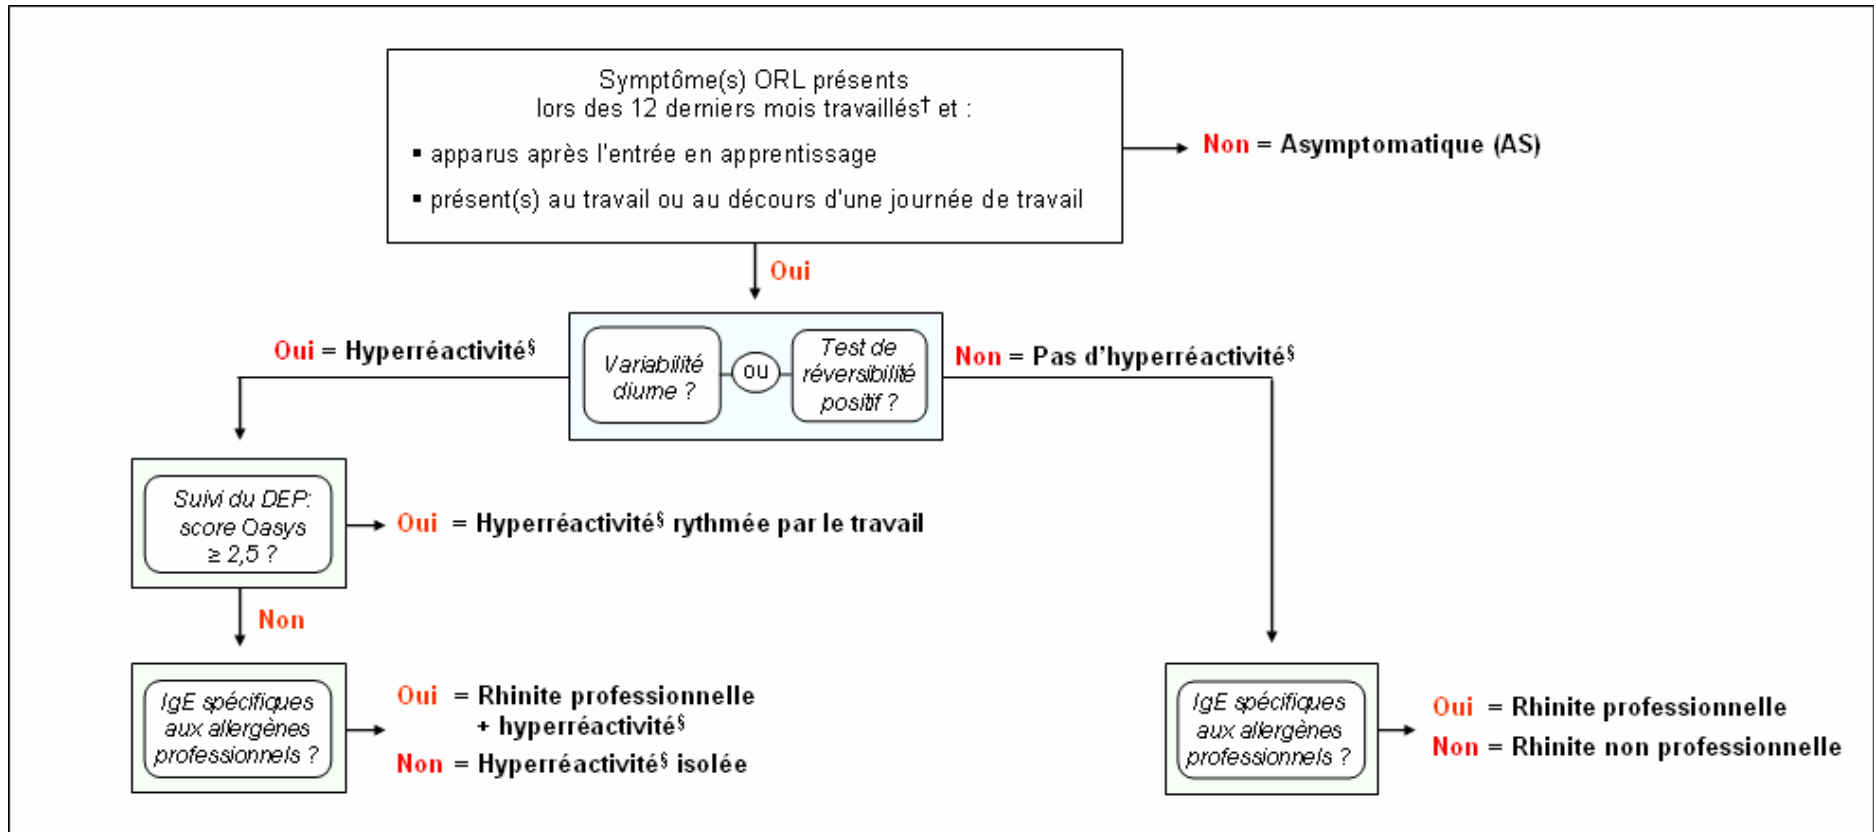 Symptôme(s) ORL présents
lors des 12 derniers mois travaillés† et :
▪ apparus après l'entrée en apprentissage
▪ présent(s) au travail ou au décours d'une journée de travail
Non = Asymptomatique (AS)
Oui
Oui = Hyperréactivité§
Variabilité
diurne ?
ou
Test de
réversibilité
positif ?
Non = Pas d'hyperréactivité§
Suivi du DEP:
score Oasys
≥ 2,5 ?
Oui = Hyperréactivité§ rythmée par le travail
Non
IgE spécifiques
aux allergènes
professionnels ?
Oui = Rhinite professionnelle
+ hyperréactivité§
Non = Hyperréactivité§ isolée
IgE spécifiques
aux allergènes
professionnels ?
Oui = Rhinite professionnelle
Non = Rhinite non professionnelle